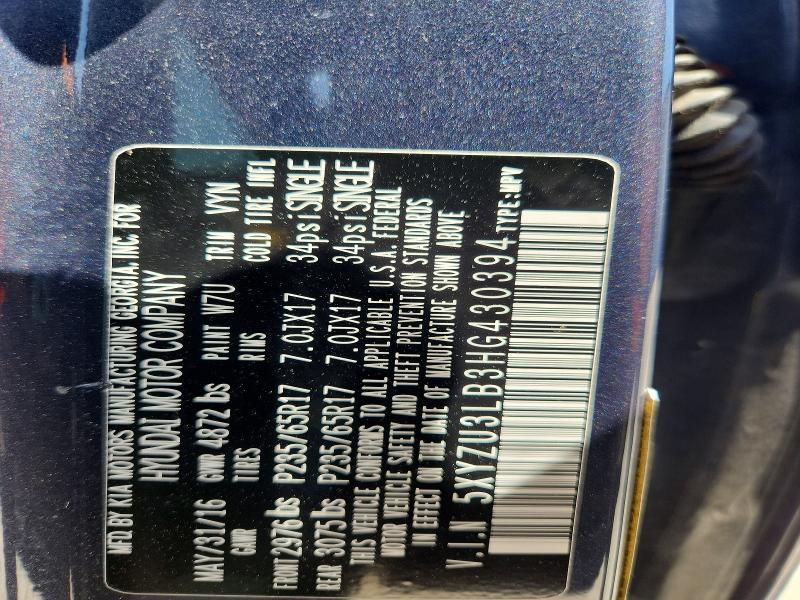 MFD BY KIA MOTORS MANUFACTURING GEORGIA, INC. FOR
HYUNDAI MOTOR COMPANY
MAY/31/16 GVWR 4872 lbs PAINT W7U TRIM VYN
GAWR TIRES RIMS COLD TIRE INFL
FRONT 2976 lbs P235/65R17 7.0JX17 34psi SINGLE
REAR 3075 lbs P235/65R17 7.0JX17 34psi SINGLE
THIS VEHICLE CONFORMS TO ALL APPLICABLE U.S.A. FEDERAL
MOTOR VEHICLE SAFETY AND THEFT PREVENTION STANDARDS
IN EFFECT ON THE DATE OF MANUFACTURE SHOWN ABOVE
V.I.N 5XYZU3LB3HG430394 TYPE:MPV